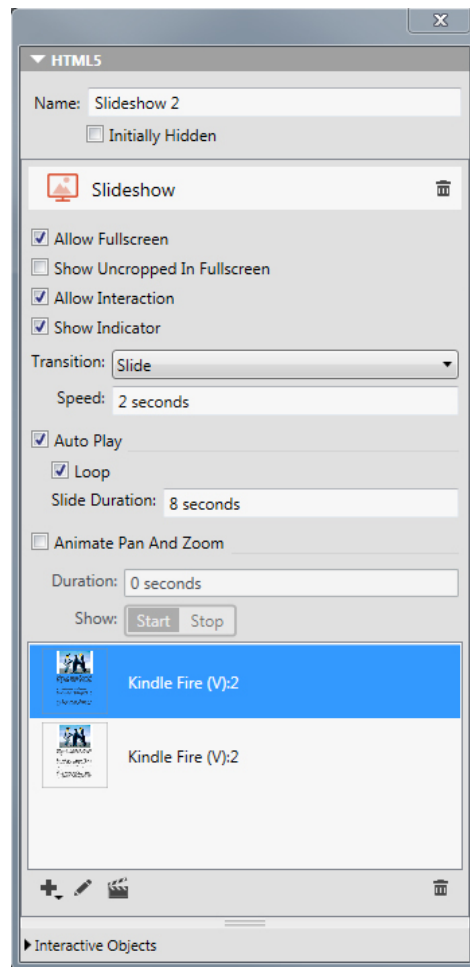 HTML5
Name: Slideshow 2
Initially Hidden
Slideshow
Allow Fullscreen
Show Uncropped In Fullscreen
Allow Interaction
Show Indicator
Transition: Slide
Speed: 2 seconds
Auto Play
Loop
Slide Duration: 8 seconds
Animate Pan And Zoom
Duration: 0 seconds
Show: Start Stop
Kindle Fire (V):2
Kindle Fire (V):2
Interactive Objects